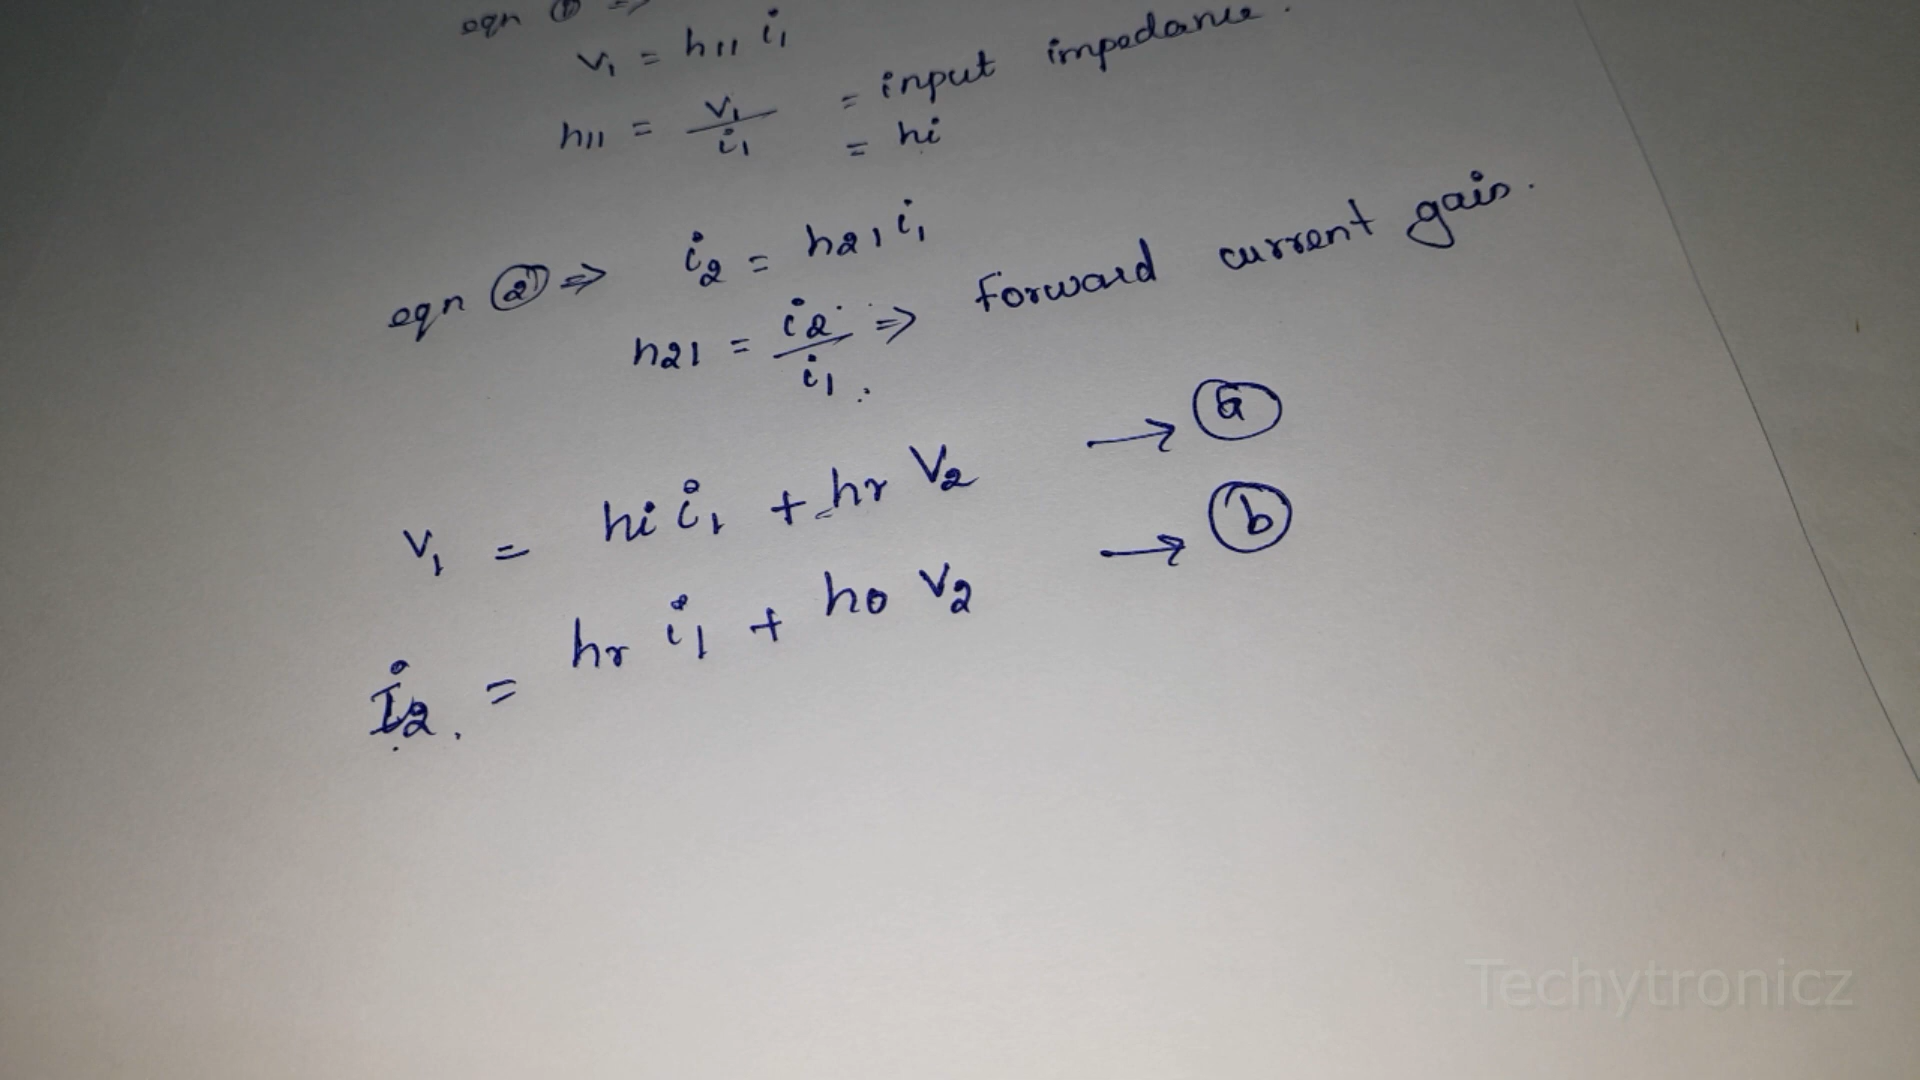 eqn ① ⇒
v₁ = h₁₁ i₁
h₁₁ = v₁/i₁ = input impedance.
= hi
eqn ② ⇒ i₂ = h₂₁ i₁
h₂₁ = i₂/i₁ ⇒ Forward current gain.
V₁ = hi i₁ + hr V₂ → ⓐ
I₂ = hr i₁ + ho V₂ → ⓑ
Techytronicz